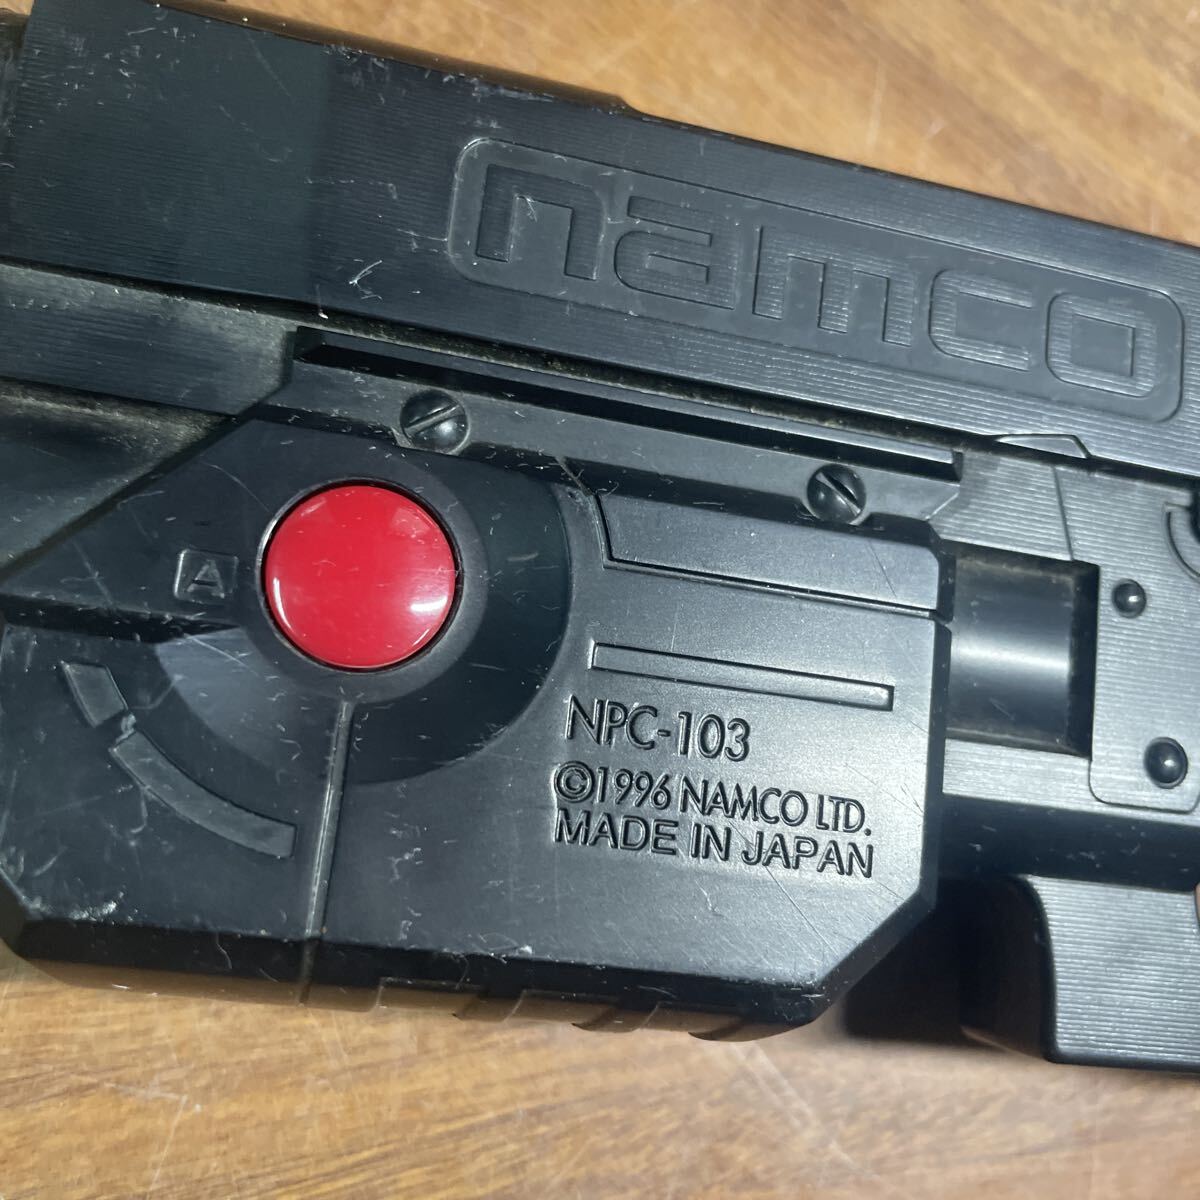 namco
A
NPC-103
©1996 NAMCO LTD.
MADE IN JAPAN